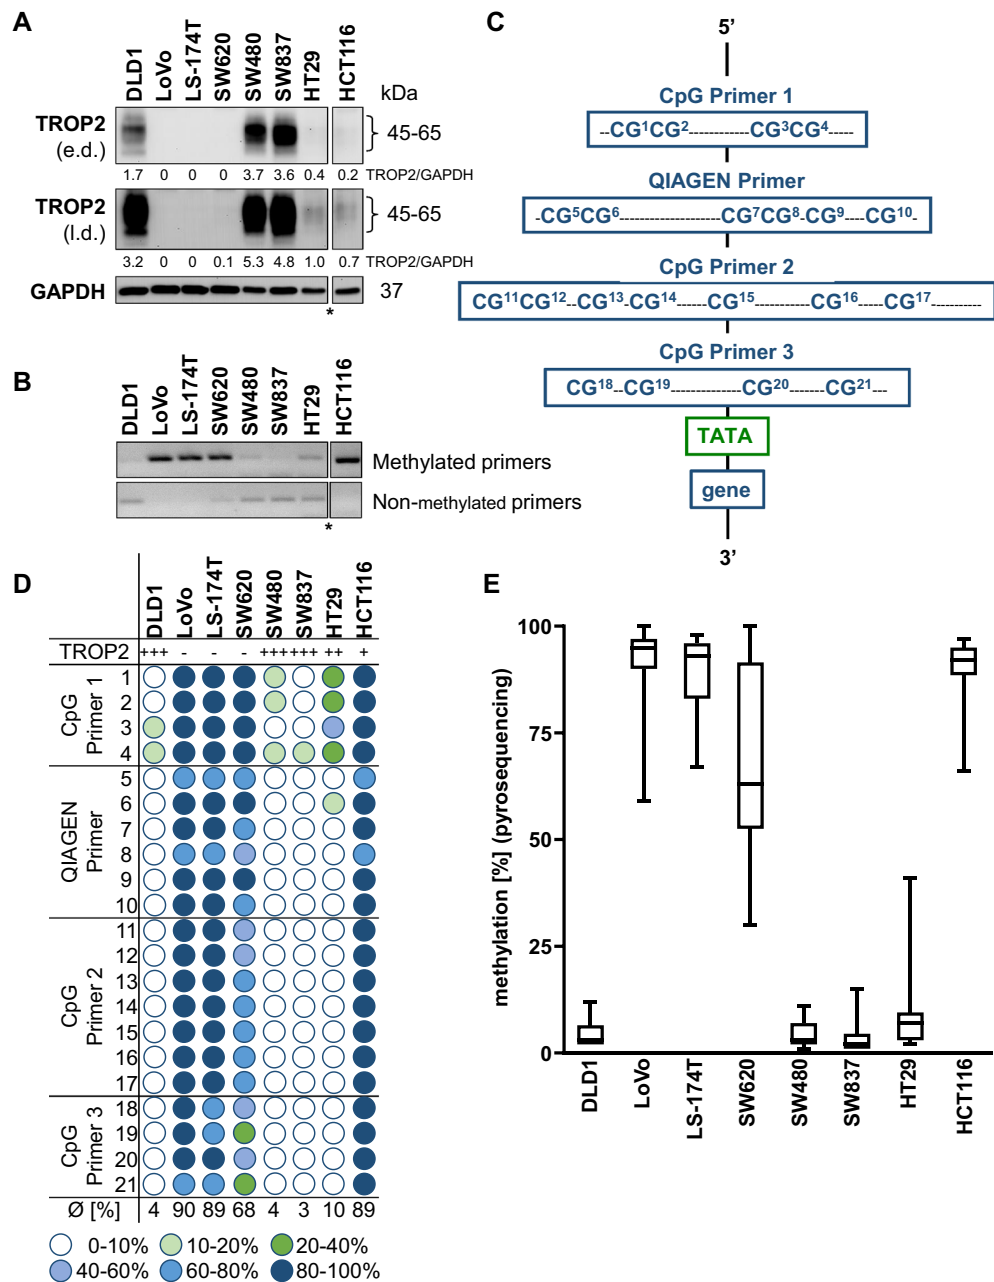 A
DLD1 LoVo LS-174T SW620 SW480 SW837 HT29 HCT116
kDa
TROP2
(e.d.)
45-65
1.7 0 0 0 3.7 3.6 0.4 0.2 TROP2/GAPDH
TROP2
(l.d.)
45-65
3.2 0 0 0.1 5.3 4.8 1.0 0.7 TROP2/GAPDH
GAPDH 37
*
B
DLD1 LoVo LS-174T SW620 SW480 SW837 HT29 HCT116
Methylated primers
Non-methylated primers
*
C
5’
CpG Primer 1
--CG¹CG²------------CG³CG⁴-----
QIAGEN Primer
-CG⁵CG⁶--------------------CG⁷CG⁸-CG⁹----CG¹⁰-
CpG Primer 2
CG¹¹CG¹²--CG¹³-CG¹⁴------CG¹⁵-----------CG¹⁶-----CG¹⁷----------
CpG Primer 3
CG¹⁸--CG¹⁹--------------CG²⁰-------CG²¹---
TATA
gene
3’
D
DLD1 LoVo LS-174T SW620 SW480 SW837 HT29 HCT116
TROP2 +++ - - - +++ +++ ++ +
CpG
Primer 1
1
2
3
4
QIAGEN
Primer
5
6
7
8
9
10
CpG
Primer 2
11
12
13
14
15
16
17
CpG
Primer 3
18
19
20
21
Ø [%] 4 90 89 68 4 3 10 89
0-10% 10-20% 20-40%
40-60% 60-80% 80-100%
E
methylation [%] (pyrosequencing)
100
75
50
25
0
DLD1 LoVo LS-174T SW620 SW480 SW837 HT29 HCT116